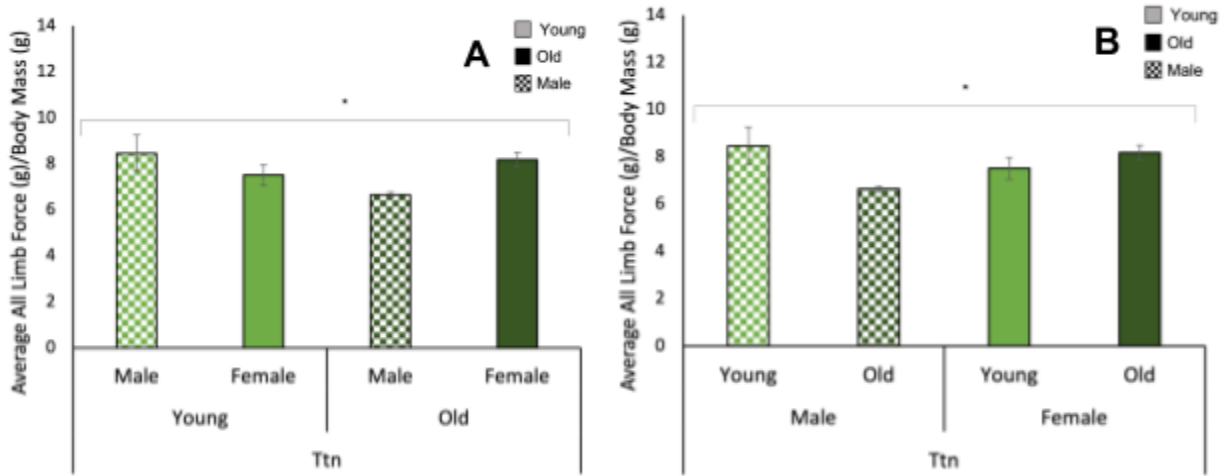 Average All Limb Force (g)/Body Mass (g)
14
12
10
8
6
4
2
0
A
Young
Old
Male
*
Male Female Male Female
Young Old
Ttn
Average All Limb Force (g)/Body Mass (g)
14
12
10
8
6
4
2
0
B
Young
Old
Male
*
Young Old Young Old
Male Female
Ttn